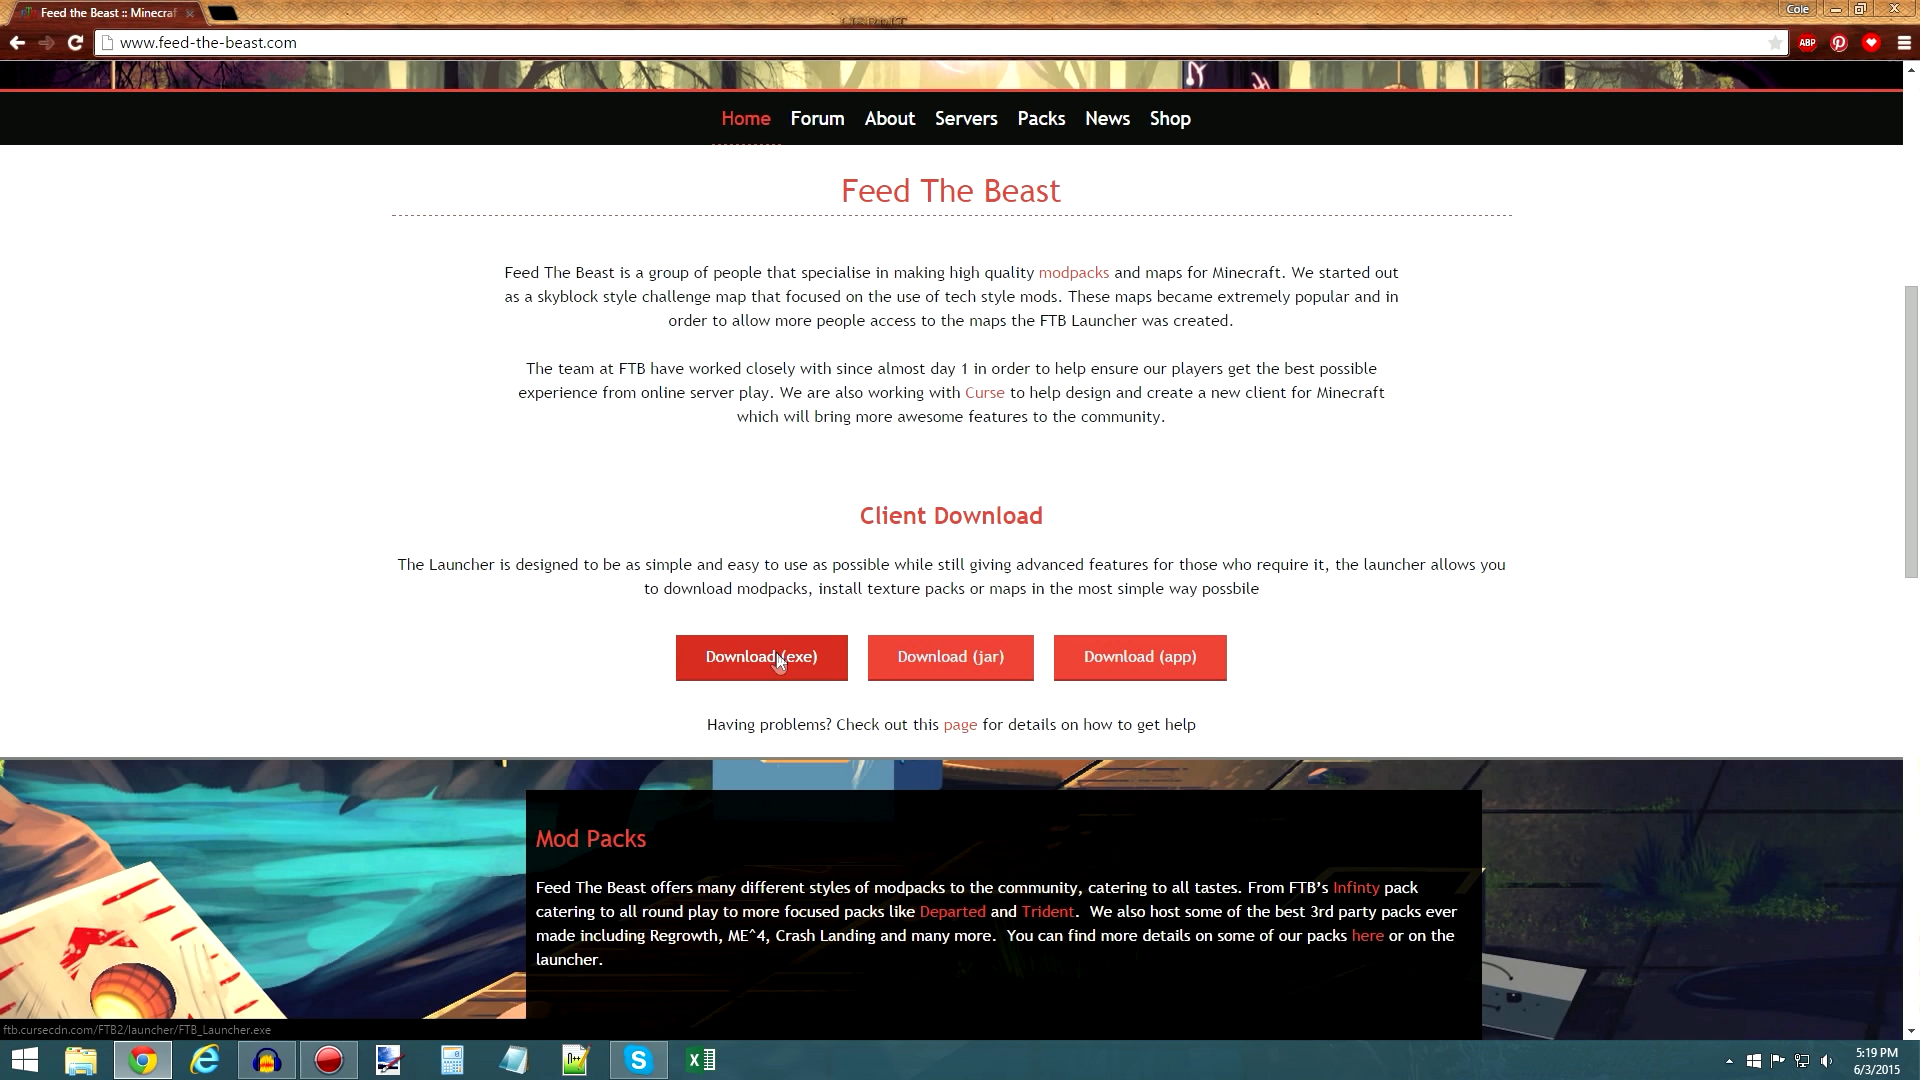 Feed the Beast :: Minecraf
Cole
www.feed-the-beast.com
ABP
Home Forum About Servers Packs News Shop
Feed The Beast
Feed The Beast is a group of people that specialise in making high quality modpacks and maps for Minecraft. We started out
as a skyblock style challenge map that focused on the use of tech style mods. These maps became extremely popular and in
order to allow more people access to the maps the FTB Launcher was created.
The team at FTB have worked closely with since almost day 1 in order to help ensure our players get the best possible
experience from online server play. We are also working with Curse to help design and create a new client for Minecraft
which will bring more awesome features to the community.
Client Download
The Launcher is designed to be as simple and easy to use as possible while still giving advanced features for those who require it, the launcher allows you
to download modpacks, install texture packs or maps in the most simple way possbile
Download (exe) Download (jar) Download (app)
Having problems? Check out this page for details on how to get help
Mod Packs
Feed The Beast offers many different styles of modpacks to the community, catering to all tastes. From FTB's Infinty pack
catering to all round play to more focused packs like Departed and Trident. We also host some of the best 3rd party packs ever
made including Regrowth, ME^4, Crash Landing and many more. You can find more details on some of our packs here or on the
launcher.
ftb.cursecdn.com/FTB2/launcher/FTB_Launcher.exe
5:19 PM
6/3/2015